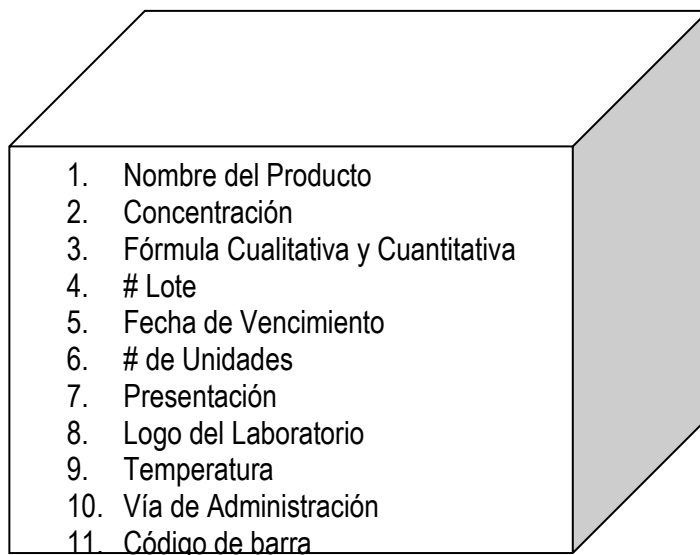 1. Nombre del Producto
2. Concentración
3. Fórmula Cualitativa y Cuantitativa
4. # Lote
5. Fecha de Vencimiento
6. # de Unidades
7. Presentación
8. Logo del Laboratorio
9. Temperatura
10. Vía de Administración
11. Código de barra